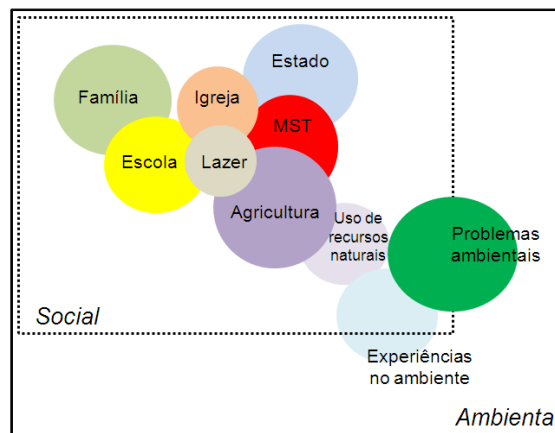 Estado
Família
Igreja
MST
Escola
Lazer
Agricultura
Uso de
recursos
naturais
Problemas
ambientais
Social
Experiências
no ambiente
Ambienta